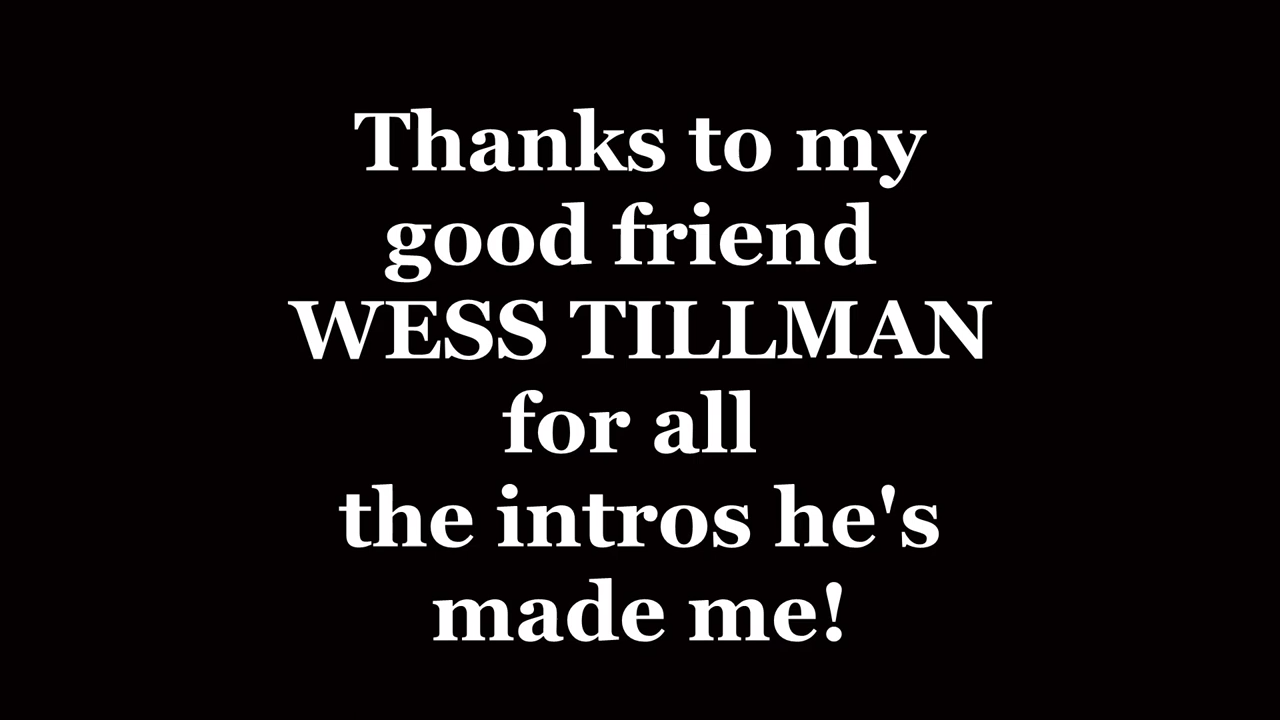 Thanks to my
good friend
WESS TILLMAN
for all
the intros he's
made me!